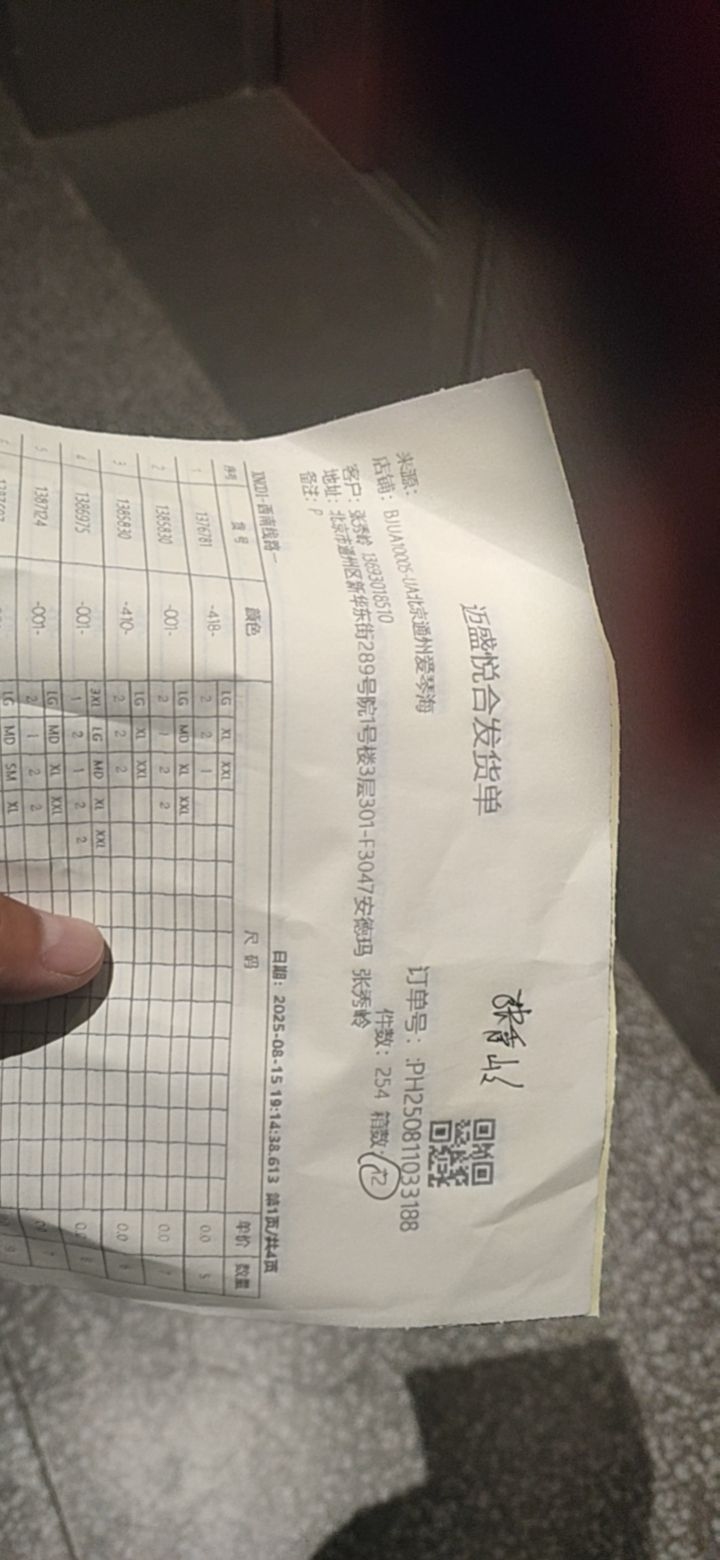 迈盛悦合发货单
来源：
订单号：:PH250811033188
店铺：BJUA10005-UA北京通州爱琴海
件数：254 箱数：12
客户：张秀岭 13693018510
地址：北京市通州区新华东街289号院1号楼3层301-F3047安德玛 张秀岭
备注：P
日期：2025-08-15 19:14:38.613 第1页/共4页
序号 货号 颜色 尺码 单价 数量
LG XL XXL
1 1376781 -418- 2 2 1 0.0 5
LG MD XL XXL
2 1385830 -001- 2 1 2 2 0.0 7
LG XL XXL
3 1385830 -410- 2 2 2 0.0 6
3XL LG MD XL XXL
4 1386975 -001- 1 2 1 2 2
LG MD XL XXL
5 1387124 -001- 2 1 2 2
LG MD SM XL